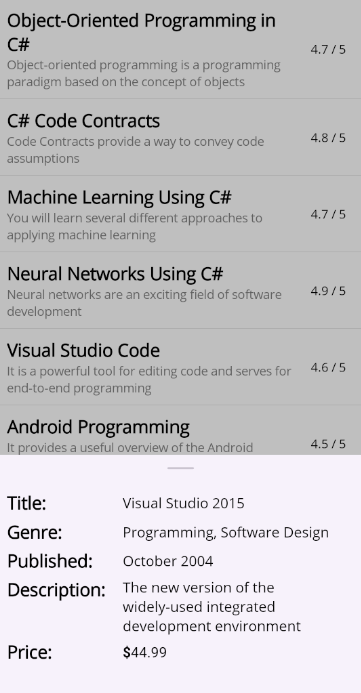 Object-Oriented Programming in
C#
4.7 / 5
Object-oriented programming is a programming
paradigm based on the concept of objects
C# Code Contracts
4.8 / 5
Code Contracts provide a way to convey code
assumptions
Machine Learning Using C#
4.7 / 5
You will learn several different approaches to
applying machine learning
Neural Networks Using C#
4.9 / 5
Neural networks are an exciting field of software
development
Visual Studio Code
4.6 / 5
It is a powerful tool for editing code and serves for
end-to-end programming
Android Programming
4.5 / 5
It provides a useful overview of the Android
Title: Visual Studio 2015
Genre: Programming, Software Design
Published: October 2004
Description: The new version of the
widely-used integrated
development environment
Price: $44.99